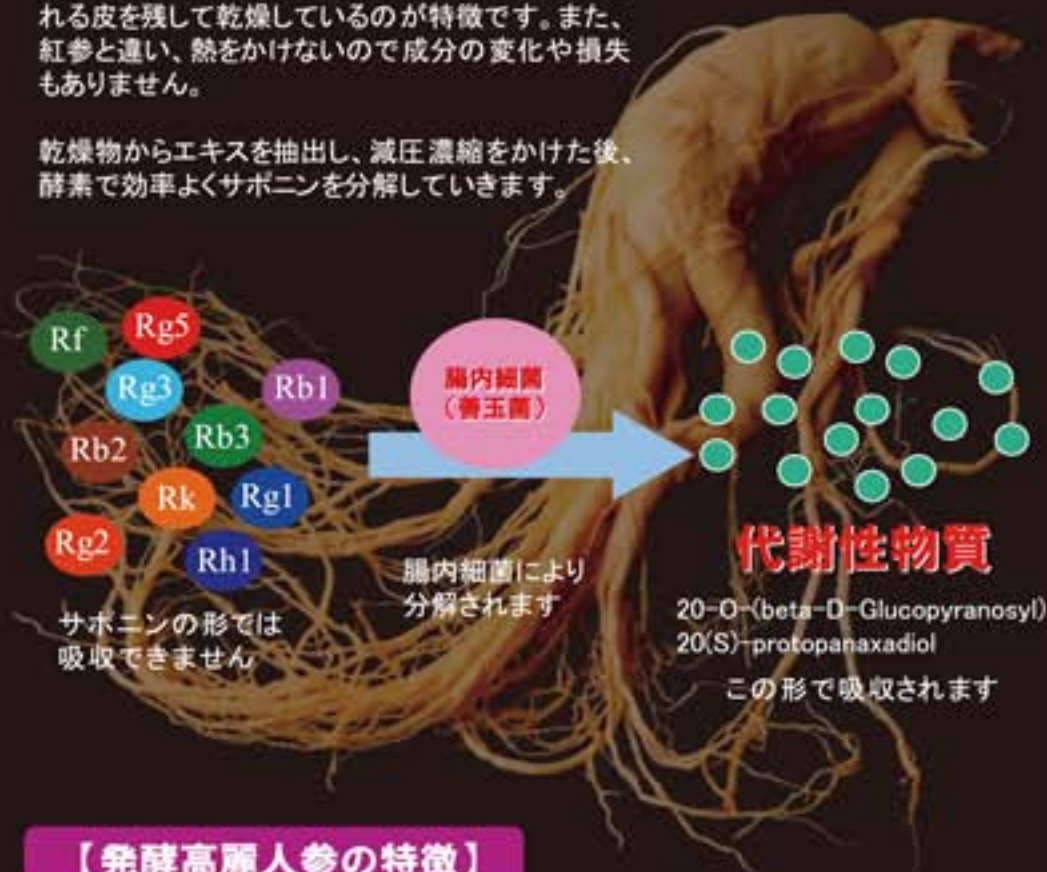 れる皮を残して乾燥しているのが特徴です。また、
紅参と違い、熱をかけないので成分の変化や損失
もありません。
乾燥物からエキスを抽出し、減圧濃縮をかけた後、
酵素で効率よくサポニンを分解していきます。
Rf
Rg5
Rg3
Rb1
Rb2
Rb3
Rk
Rg1
Rg2
Rh1
サポニンの形では
吸収できません
腸内細菌
（善玉菌）
腸内細菌により
分解されます
代謝性物質
20-O-(beta-D-Glucopyranosyl)
20(S)-protopanaxadiol
この形で吸収されます
【発酵高麗人参の特徴】